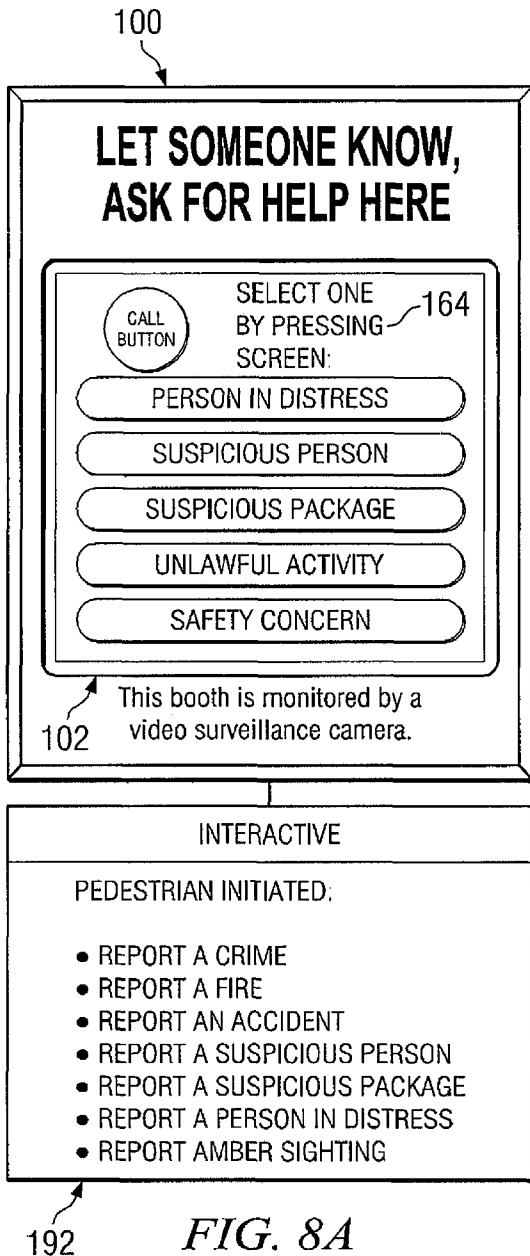 100
LET SOMEONE KNOW,
ASK FOR HELP HERE
CALL
BUTTON
SELECT ONE
BY PRESSING
SCREEN:
164
PERSON IN DISTRESS
SUSPICIOUS PERSON
SUSPICIOUS PACKAGE
UNLAWFUL ACTIVITY
SAFETY CONCERN
102
This booth is monitored by a
video surveillance camera.
INTERACTIVE
PEDESTRIAN INITIATED:
• REPORT A CRIME
• REPORT A FIRE
• REPORT AN ACCIDENT
• REPORT A SUSPICIOUS PERSON
• REPORT A SUSPICIOUS PACKAGE
• REPORT A PERSON IN DISTRESS
• REPORT AMBER SIGHTING
192
FIG. 8A